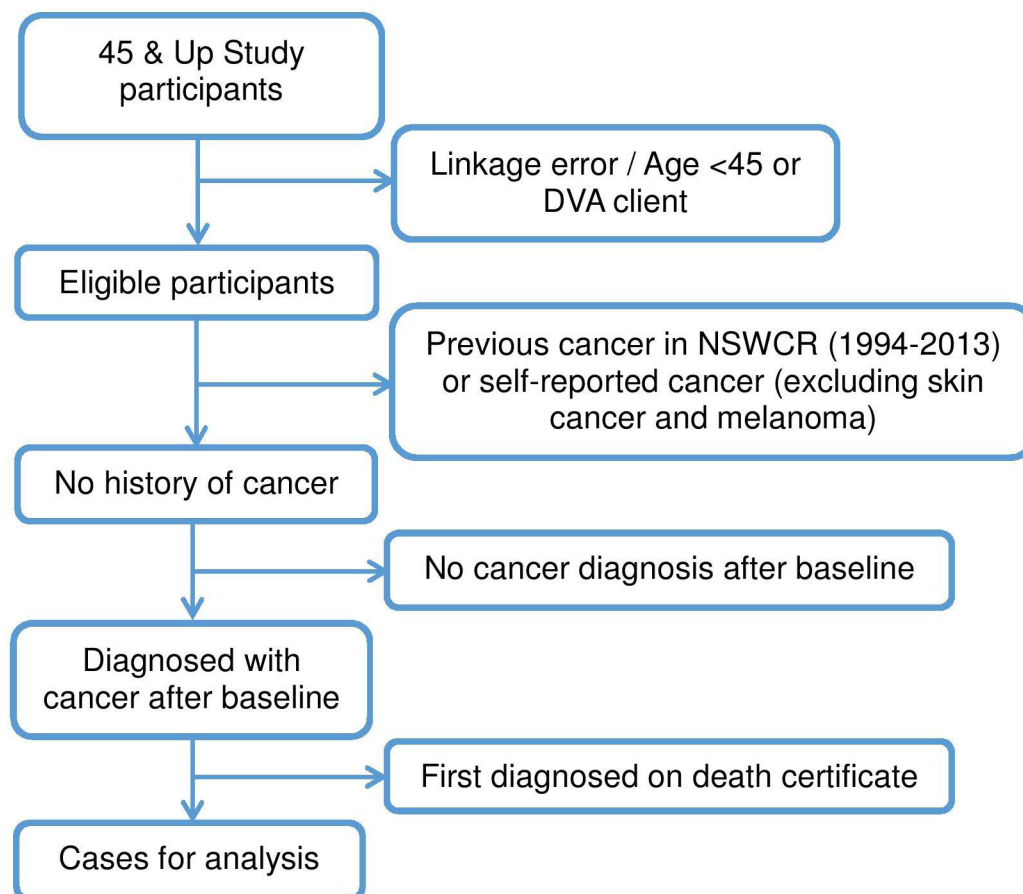 45 & Up Study
participants
Linkage error / Age <45 or
DVA client
Eligible participants
Previous cancer in NSWCR (1994-2013)
or self-reported cancer (excluding skin
cancer and melanoma)
No history of cancer
No cancer diagnosis after baseline
Diagnosed with
cancer after baseline
First diagnosed on death certificate
Cases for analysis